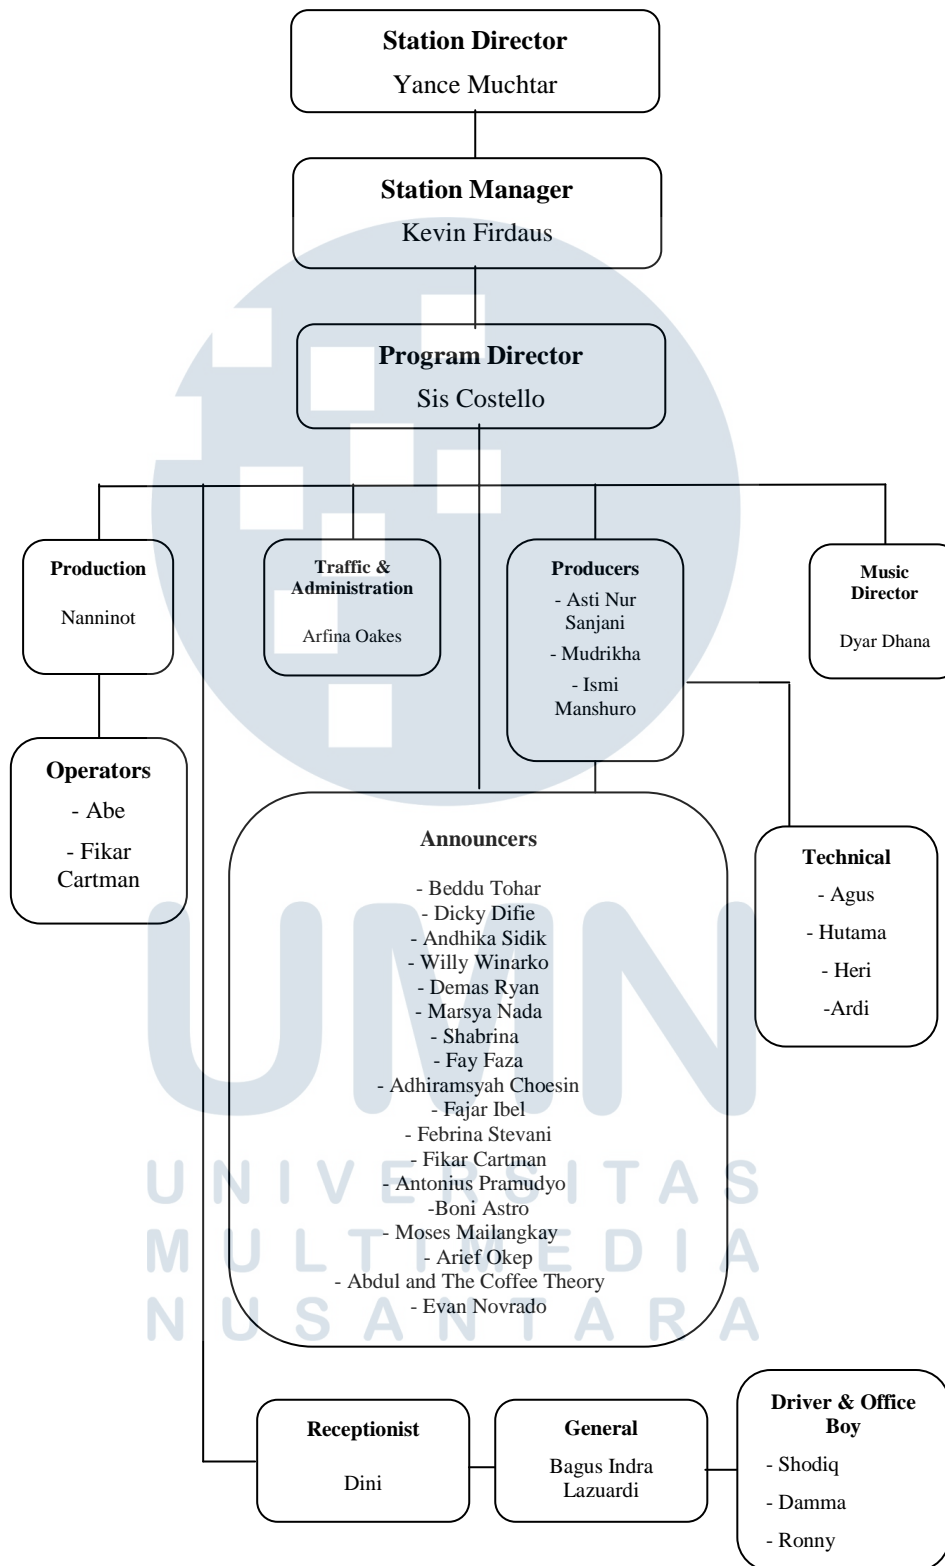 Station Director
Yance Muchtar
Station Manager
Kevin Firdaus
Program Director
Sis Costello
Production
Nanninot
Traffic &
Administration
Arfina Oakes
Producers
- Asti Nur
Sanjani
- Mudrikha
- Ismi
Manshuro
Music
Director
Dyar Dhana
Operators
- Abe
- Fikar
Cartman
Announcers
- Beddu Tohar
- Dicky Difie
- Andhika Sidik
- Willy Winarko
- Demas Ryan
- Marsya Nada
- Shabrina
- Fay Faza
- Adhiramsyah Choesin
- Fajar Ibel
- Febrina Stevani
- Fikar Cartman
- Antonius Pramudyo
-Boni Astro
- Moses Mailangkay
- Arief Okep
- Abdul and The Coffee Theory
- Evan Novrado
Technical
- Agus
- Hutama
- Heri
-Ardi
Receptionist
Dini
General
Bagus Indra
Lazuardi
Driver & Office
Boy
- Shodiq
- Damma
- Ronny
UMN
UNIVERSITAS
MULTIMEDIA
NUSANTARA